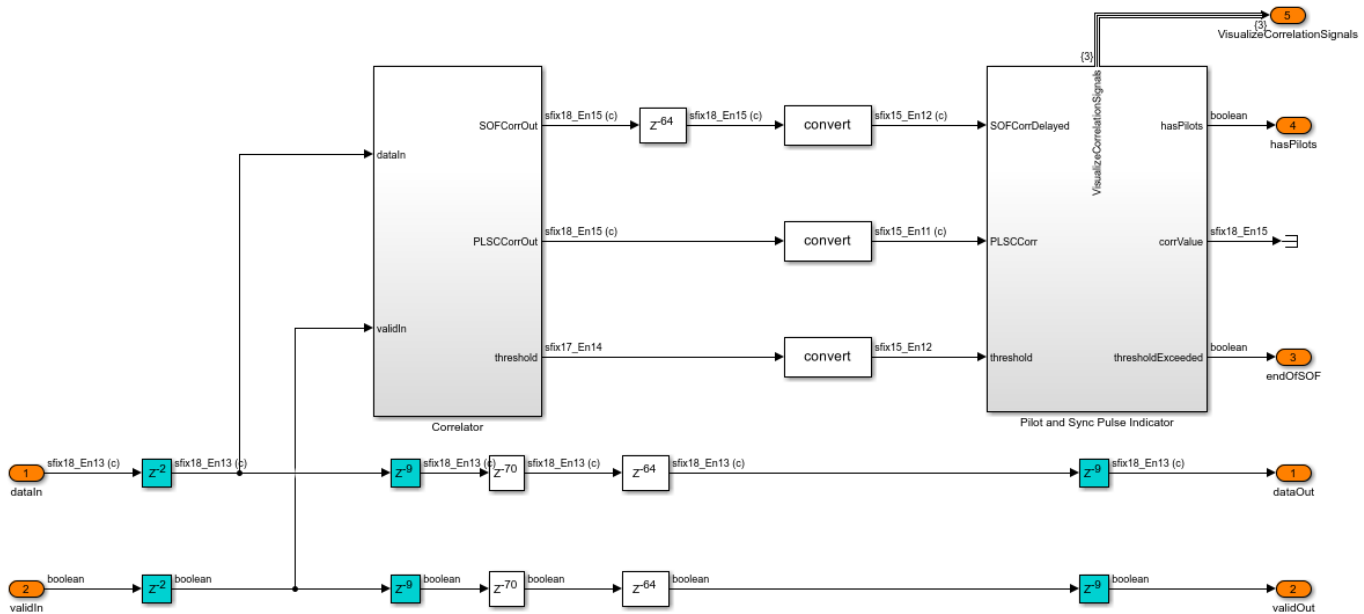 5
{3}
VisualizeCorrelationSignals
{3}
VisualizeCorrelationSignals
SOFCorrOut
sfix18_En15 (c)
z-64
sfix18_En15 (c)
convert
sfix15_En12 (c)
SOFCorrDelayed
hasPilots
boolean
4
hasPilots
dataIn
PLSCCorrOut
sfix18_En15 (c)
convert
sfix15_En11 (c)
PLSCCorr
corrValue
sfix18_En15
validIn
threshold
sfix17_En14
convert
sfix15_En12
threshold
thresholdExceeded
boolean
3
endOfSOF
Correlator
Pilot and Sync Pulse Indicator
1
dataIn
sfix18_En13 (c)
z-2
sfix18_En13 (c)
z-9
sfix18_En13 (c)
z-70
sfix18_En13 (c)
z-64
sfix18_En13 (c)
z-9
sfix18_En13 (c)
1
dataOut
2
validIn
boolean
z-2
boolean
z-9
boolean
z-70
boolean
z-64
boolean
z-9
boolean
2
validOut